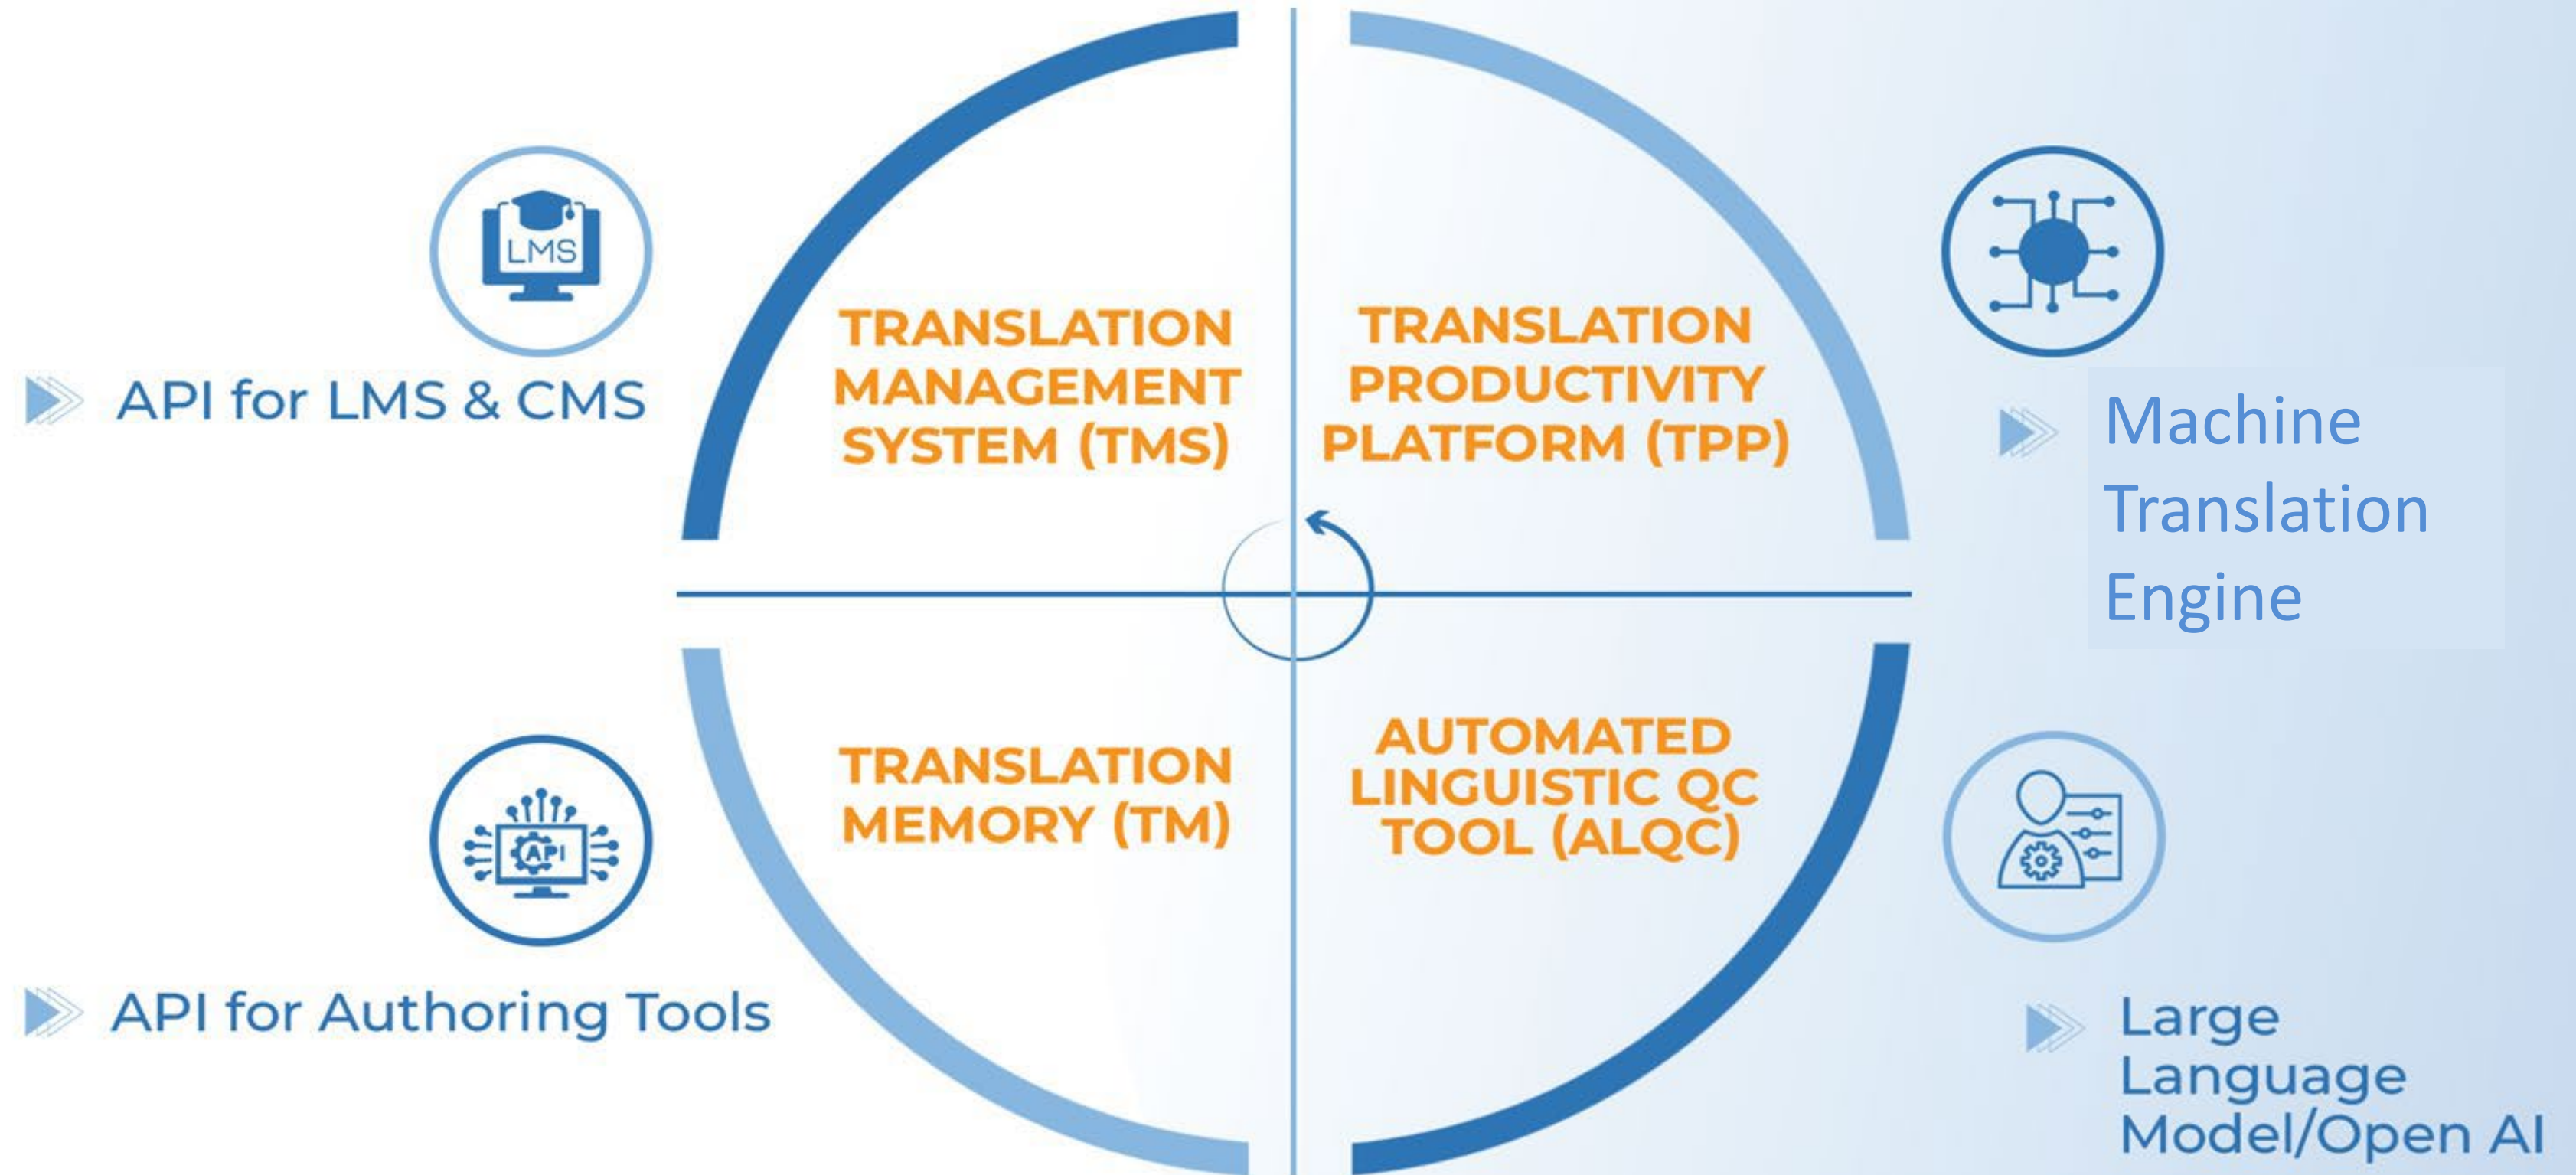 LMS
API for LMS & CMS
TRANSLATION
MANAGEMENT
SYSTEM (TMS)
TRANSLATION
PRODUCTIVITY
PLATFORM (TPP)
Machine
Translation
Engine
API
API for Authoring Tools
TRANSLATION
MEMORY (TM)
AUTOMATED
LINGUISTIC QC
TOOL (ALQC)
Large
Language
Model/Open AI